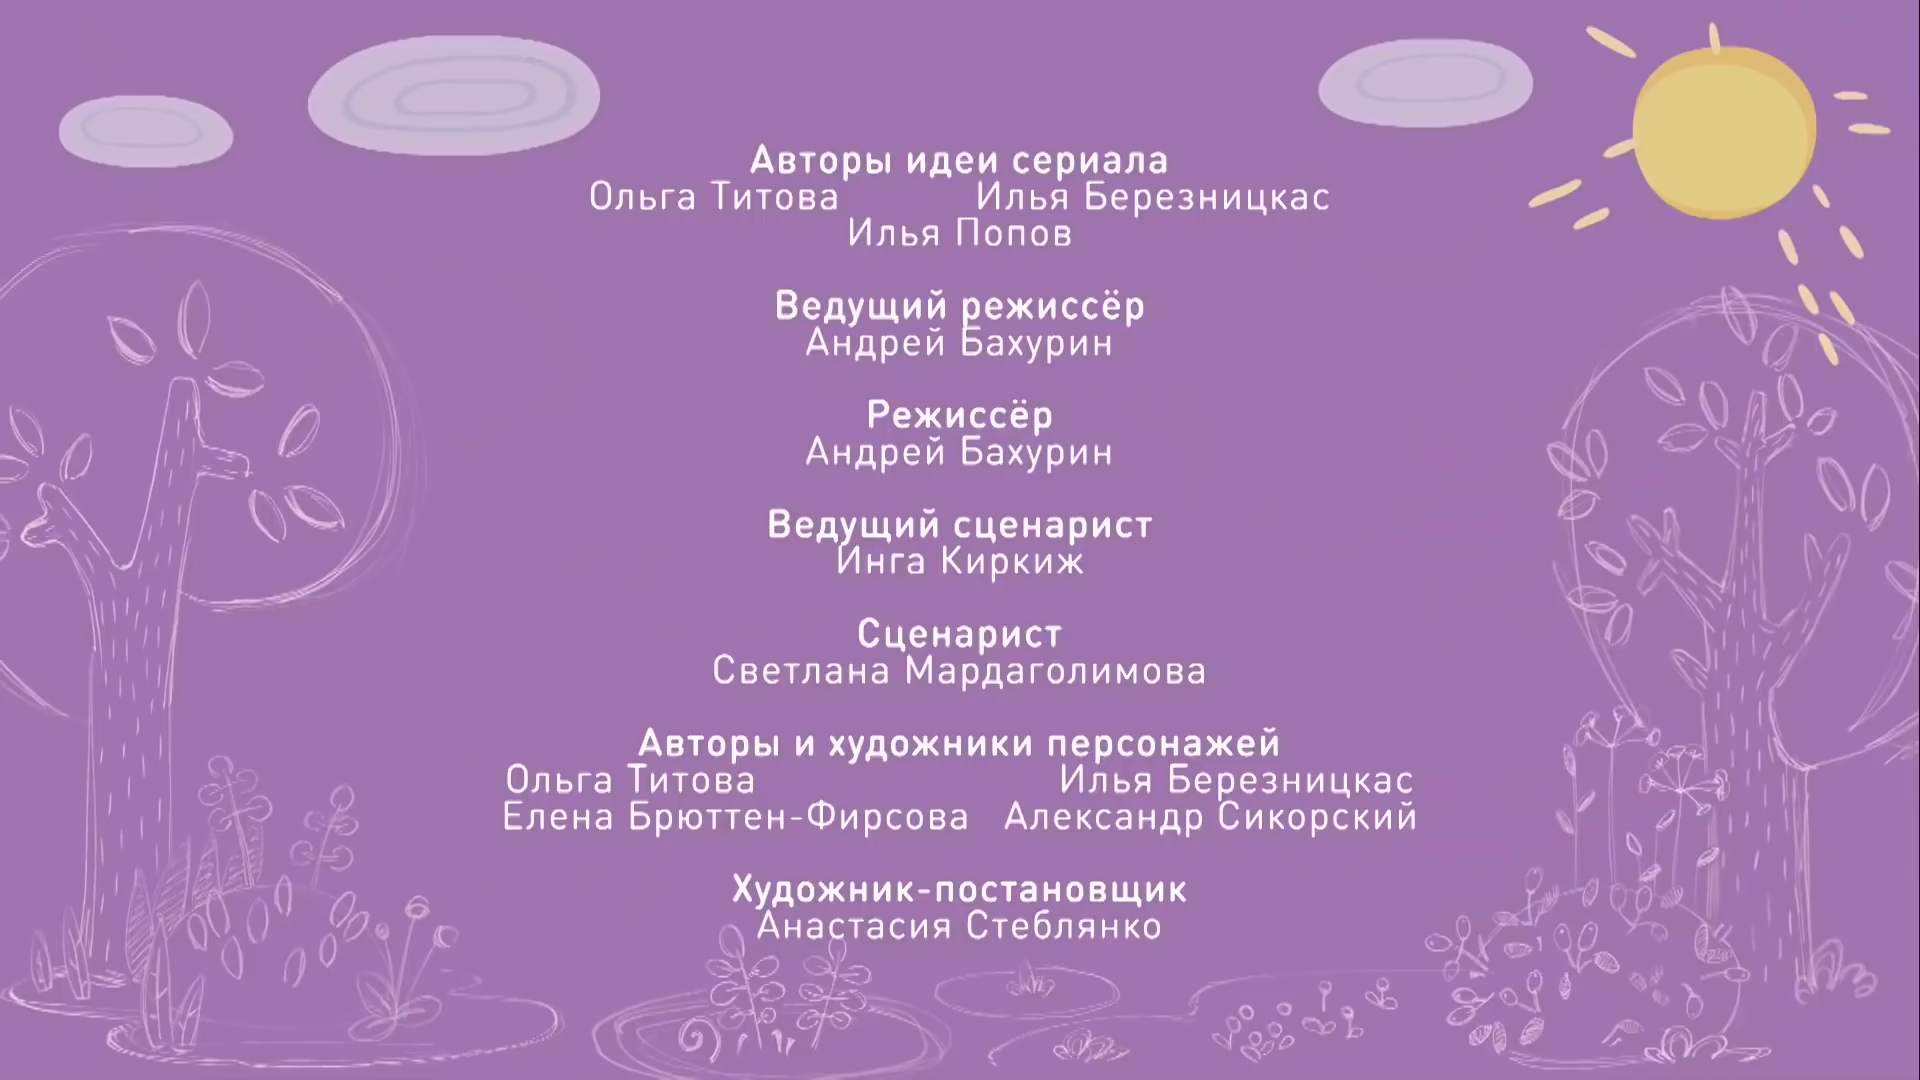 Авторы идеи сериала
Ольга Титова Илья Березницкас
Илья Попов
Ведущий режиссёр
Андрей Бахурин
Режиссёр
Андрей Бахурин
Ведущий сценарист
Инга Киркиж
Сценарист
Светлана Мардаголимова
Авторы и художники персонажей
Ольга Титова Илья Березницкас
Елена Брюттен-Фирсова Александр Сикорский
Художник-постановщик
Анастасия Стеблянко